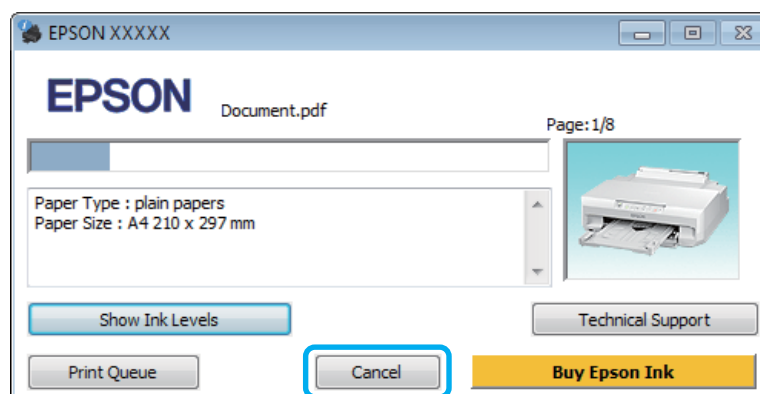 EPSON XXXXX
EPSON
Document.pdf
Page:1/8
Paper Type : plain papers
Paper Size : A4 210 x 297 mm
Show Ink Levels
Technical Support
Print Queue
Cancel
Buy Epson Ink